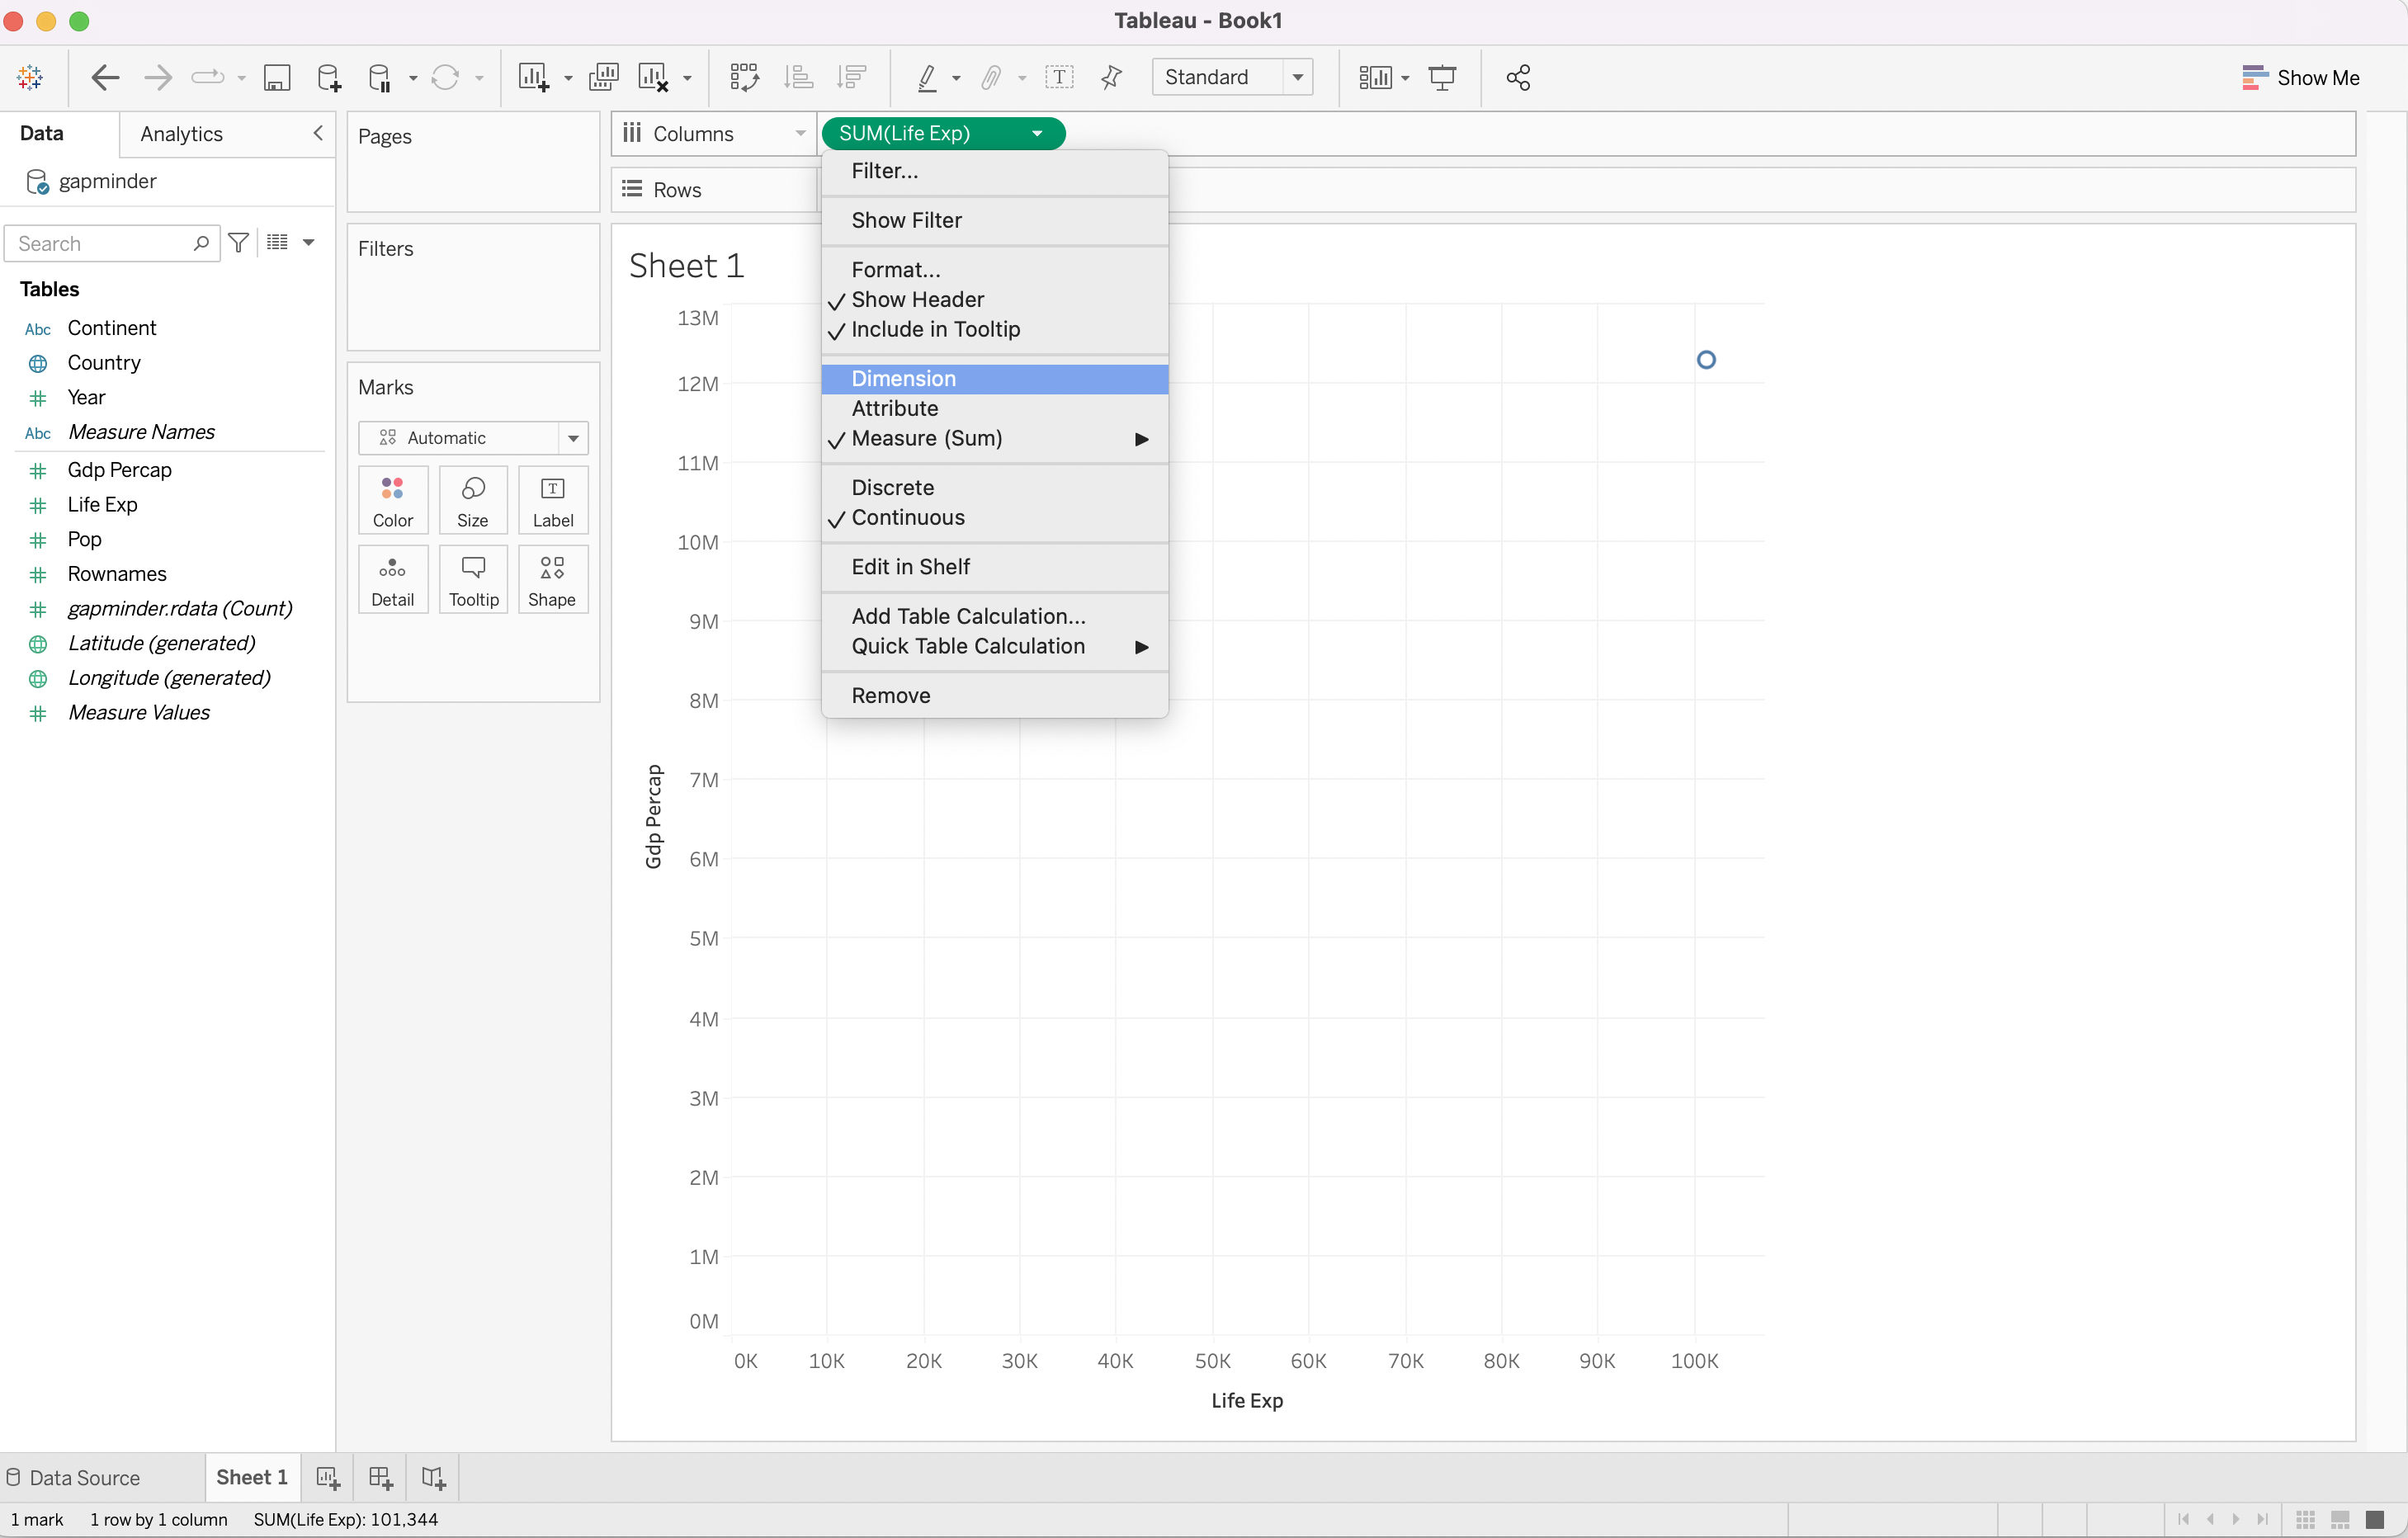 Tableau - Book1
Standard
Show Me
Data
Analytics
gapminder
Search
Tables
Abc Continent
Country
Year
Abc Measure Names
Gdp Percap
Life Exp
Pop
Rownames
gapminder.rdata (Count)
Latitude (generated)
Longitude (generated)
Measure Values
Pages
Filters
Marks
Automatic
Color
Size
T
Label
Detail
Tooltip
Shape
Columns
SUM(Life Exp)
Rows
Filter...
Show Filter
Format...
Show Header
Include in Tooltip
Dimension
Attribute
Measure (Sum)
Discrete
Continuous
Edit in Shelf
Add Table Calculation...
Quick Table Calculation
Remove
Sheet 1
13M
12M
11M
10M
9M
8M
7M
6M
5M
4M
3M
2M
1M
0M
Gdp Percap
0K 10K 20K 30K 40K 50K 60K 70K 80K 90K 100K
Life Exp
Data Source
Sheet 1
1 mark 1 row by 1 column SUM(Life Exp): 101,344